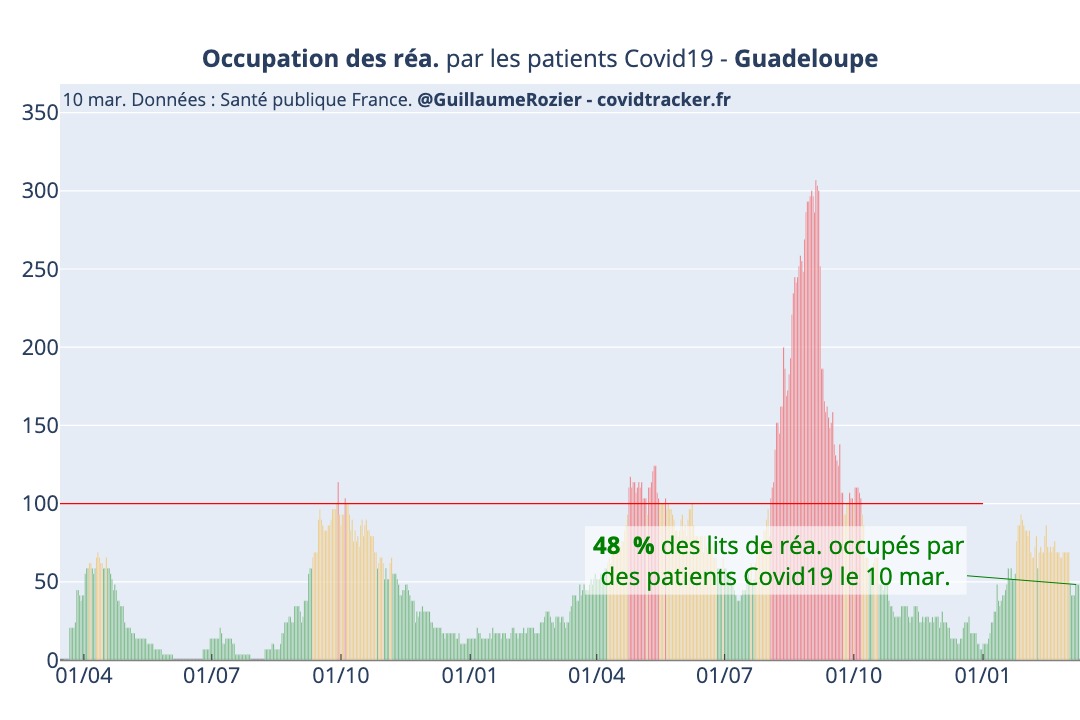 Occupation des réa. par les patients Covid19 - Guadeloupe
10 mar. Données : Santé publique France. @GuillaumeRozier - covidtracker.fr
350
300
250
200
150
100
50
0
48 % des lits de réa. occupés par
des patients Covid19 le 10 mar.
01/04 01/07 01/10 01/01 01/04 01/07 01/10 01/01